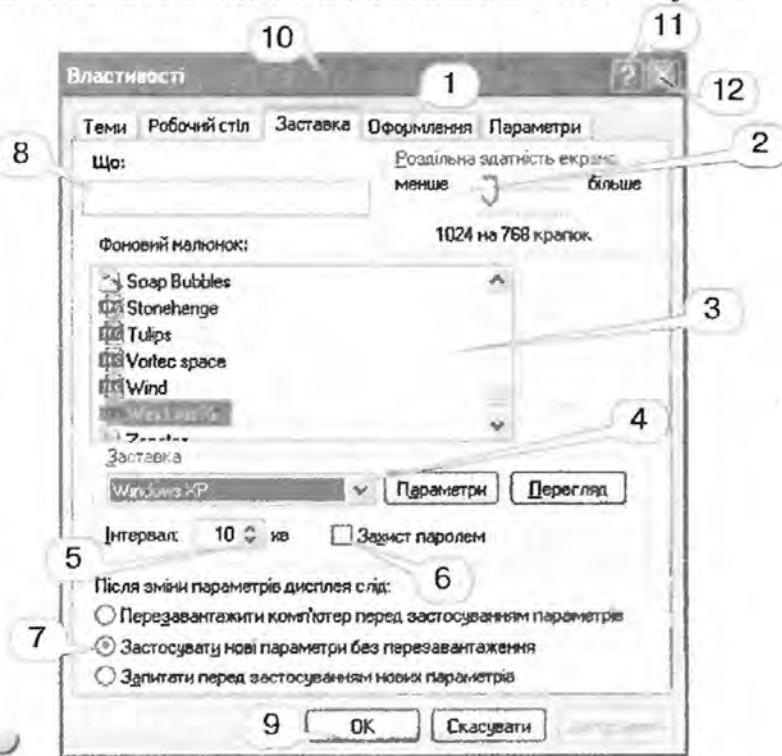 10
11
Властивості
?
1
12
Теми Робочий стіл Заставка Оформлення Параметри
8
Що:
Роздільна здатність екрана
2
менше більше
1024 на 768 крапок
Фоновий малюнок:
Soap Bubbles
Stonehenge
Tulips
3
Vortec space
Wind
Windows XP
4
Заставка
Windows XP
Параметри Перегляд
Інтервал: 10 хв
Захист паролем
5
6
Після зміни параметрів дисплея слід:
Перезавантажити комп'ютер перед застосуванням параметрів
7
Застосувати нові параметри без перезавантаження
Запитати перед застосуванням нових параметрів
9
ОК Скасувати